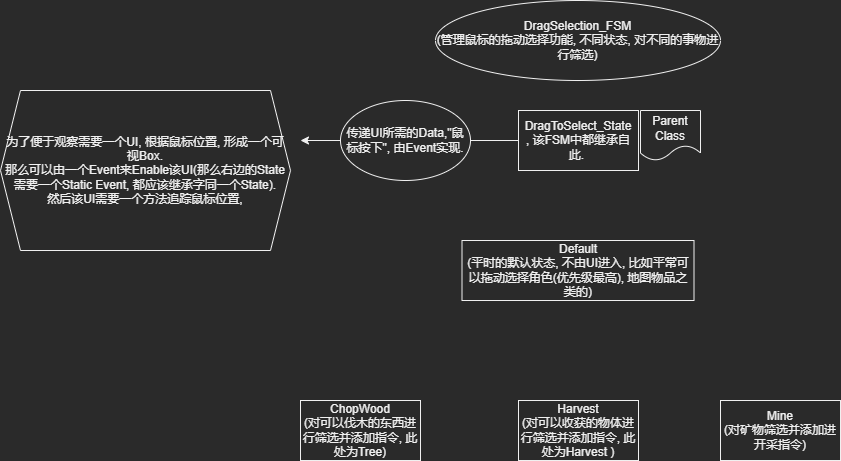 DragSelection_FSM
(管理鼠标的拖动选择功能, 不同状态, 对不同的事物进
行筛选)
为了便于观察需要一个UI, 根据鼠标位置, 形成一个可
视Box.
那么可以由一个Event来Enable该UI(那么右边的State
需要一个Static Event, 都应该继承字同一个State).
然后该UI需要一个方法追踪鼠标位置,
传递UI所需的Data,"鼠
标按下", 由Event实现.
DragToSelect_State
, 该FSM中都继承自
此.
Parent
Class
Default
(平时的默认状态, 不由UI进入, 比如平常可
以拖动选择角色(优先级最高), 地图物品之
类的)
ChopWood
(对可以伐木的东西进
行筛选并添加指令, 此
处为Tree)
Harvest
(对可以收获的物体进
行筛选并添加指令, 此
处为Harvest )
Mine
(对矿物筛选并添加进
开采指令)